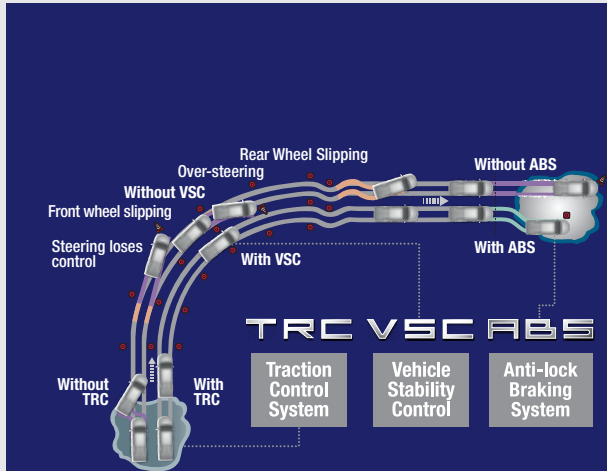 Rear Wheel Slipping
Over-steering
Without ABS
Without VSC
Front wheel slipping
Steering loses
control
With VSC
With ABS
TRC VSC ABS
Without
TRC
With
TRC
Traction
Control
System
Vehicle
Stability
Control
Anti-lock
Braking
System